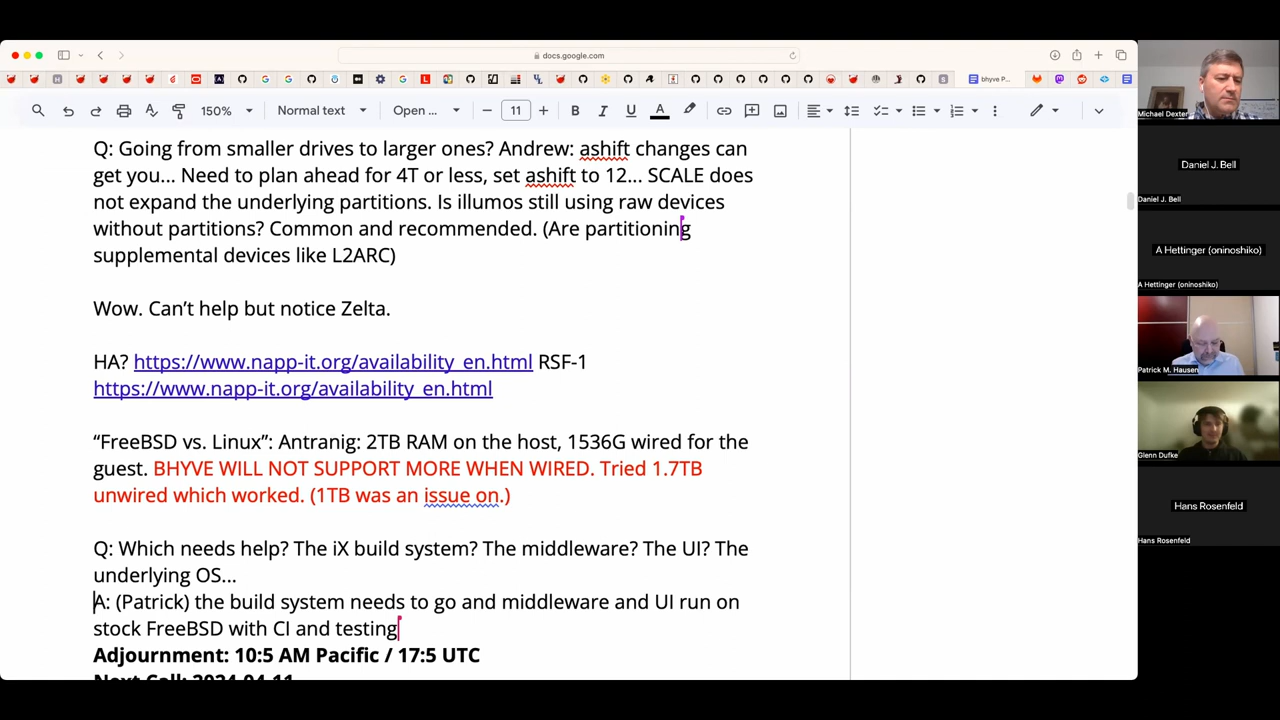 docs.google.com
bhyve P...
150%
Normal text
Open ...
11
Q: Going from smaller drives to larger ones? Andrew: ashift changes can
get you... Need to plan ahead for 4T or less, set ashift to 12... SCALE does
not expand the underlying partitions. Is illumos still using raw devices
without partitions? Common and recommended. (Are partitioning
supplemental devices like L2ARC)
Wow. Can’t help but notice Zelta.
HA? https://www.napp-it.org/availability_en.html RSF-1
https://www.napp-it.org/availability_en.html
“FreeBSD vs. Linux”: Antranig: 2TB RAM on the host, 1536G wired for the
guest. BHYVE WILL NOT SUPPORT MORE WHEN WIRED. Tried 1.7TB
unwired which worked. (1TB was an issue on.)
Q: Which needs help? The iX build system? The middleware? The UI? The
underlying OS...
A: (Patrick) the build system needs to go and middleware and UI run on
stock FreeBSD with CI and testing
Adjournment: 10:5 AM Pacific / 17:5 UTC
Next Call: 2024-04-11
Michael Dexter
Daniel J. Bell
Daniel J. Bell
A Hettinger (oninoshiko)
A Hettinger (oninoshiko)
Patrick M. Hausen
Glenn Dufke
Hans Rosenfeld
Hans Rosenfeld